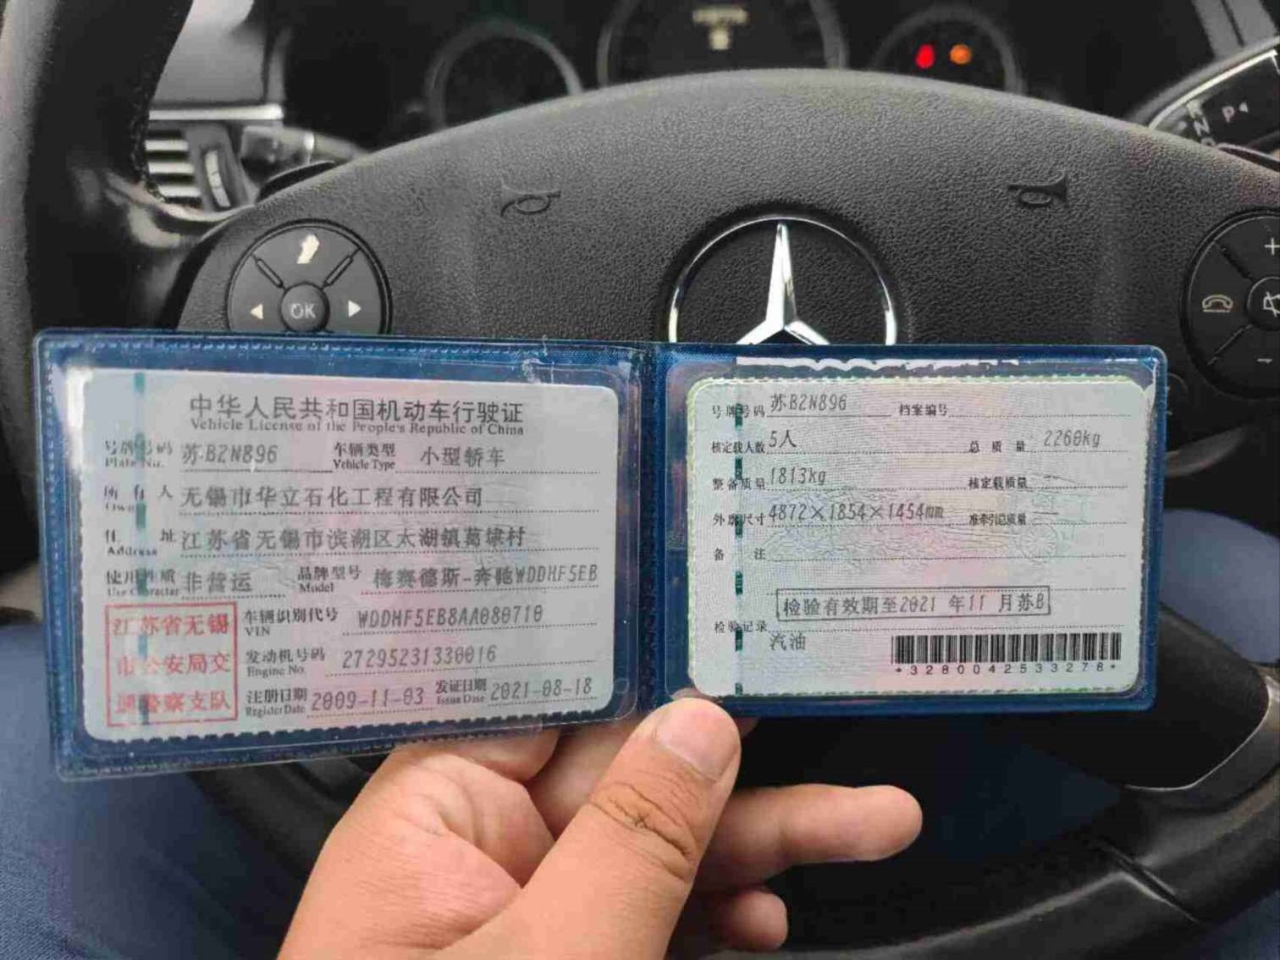 中华人民共和国机动车行驶证
Vehicle License of the People's Republic of China
号牌号码 苏B2N896 车辆类型 小型轿车
Plate No. Vehicle Type
所有人 无锡市华立石化工程有限公司
Owner
住址 江苏省无锡市滨湖区太湖镇葛埭村
Address
使用性质 非营运 品牌型号 梅赛德斯-奔驰WDDHF5EB
Use Character Model
江苏省无锡
市公安局交
通警察支队
车辆识别代号 WDDHF5EB8AA080710
VIN
发动机号码 27295231330016
Engine No.
注册日期 2009-11-03 发证日期 2021-08-18
Register Date Issue Date
号牌号码 苏B2N896 档案编号
核定载人数 5人 总质量 2260kg
整备质量 1813kg 核定载质量
外廓尺寸 4872×1854×1454 准牵引总质量
备注
检验有效期至2021年11月苏B
检验记录
汽油
*3280042533278*
OK
P
N